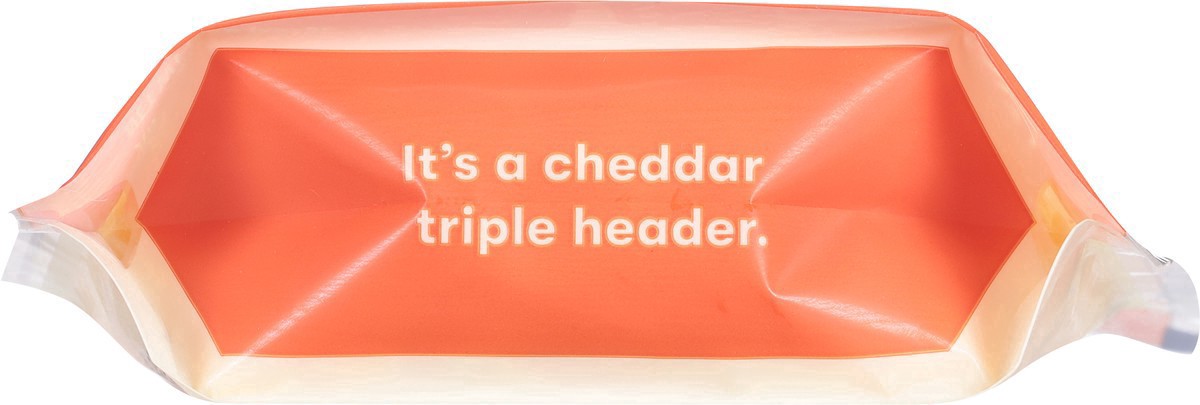 It’s a cheddar
triple header.